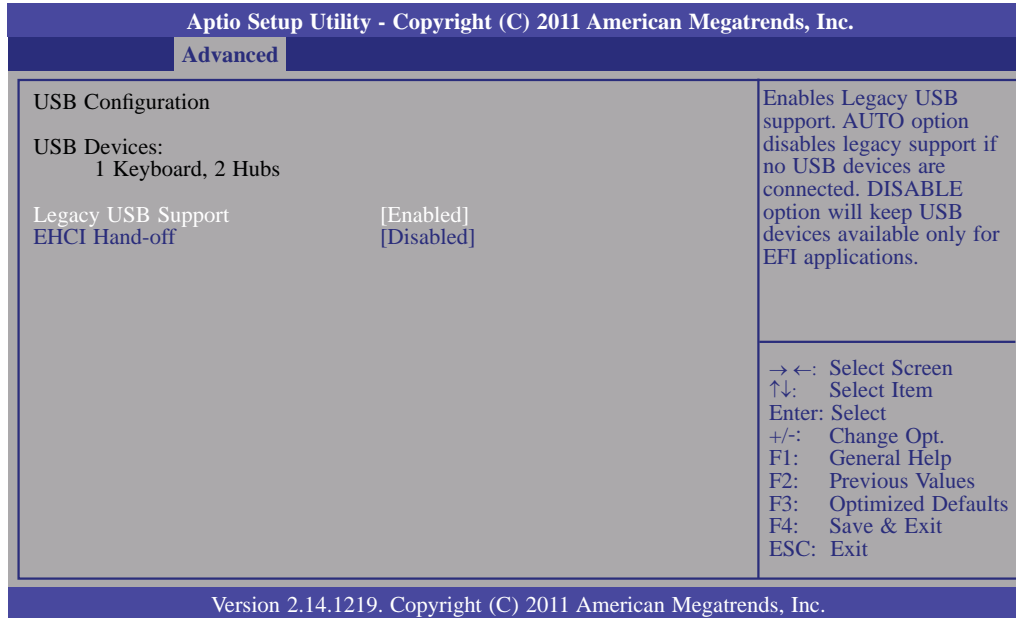 Aptio Setup Utility - Copyright (C) 2011 American Megatrends, Inc.
Advanced
USB Configuration
USB Devices:
1 Keyboard, 2 Hubs
Legacy USB Support [Enabled]
EHCI Hand-off [Disabled]
Enables Legacy USB
support. AUTO option
disables legacy support if
no USB devices are
connected. DISABLE
option will keep USB
devices available only for
EFI applications.
→ ←: Select Screen
↑↓: Select Item
Enter: Select
+/-: Change Opt.
F1: General Help
F2: Previous Values
F3: Optimized Defaults
F4: Save & Exit
ESC: Exit
Version 2.14.1219. Copyright (C) 2011 American Megatrends, Inc.